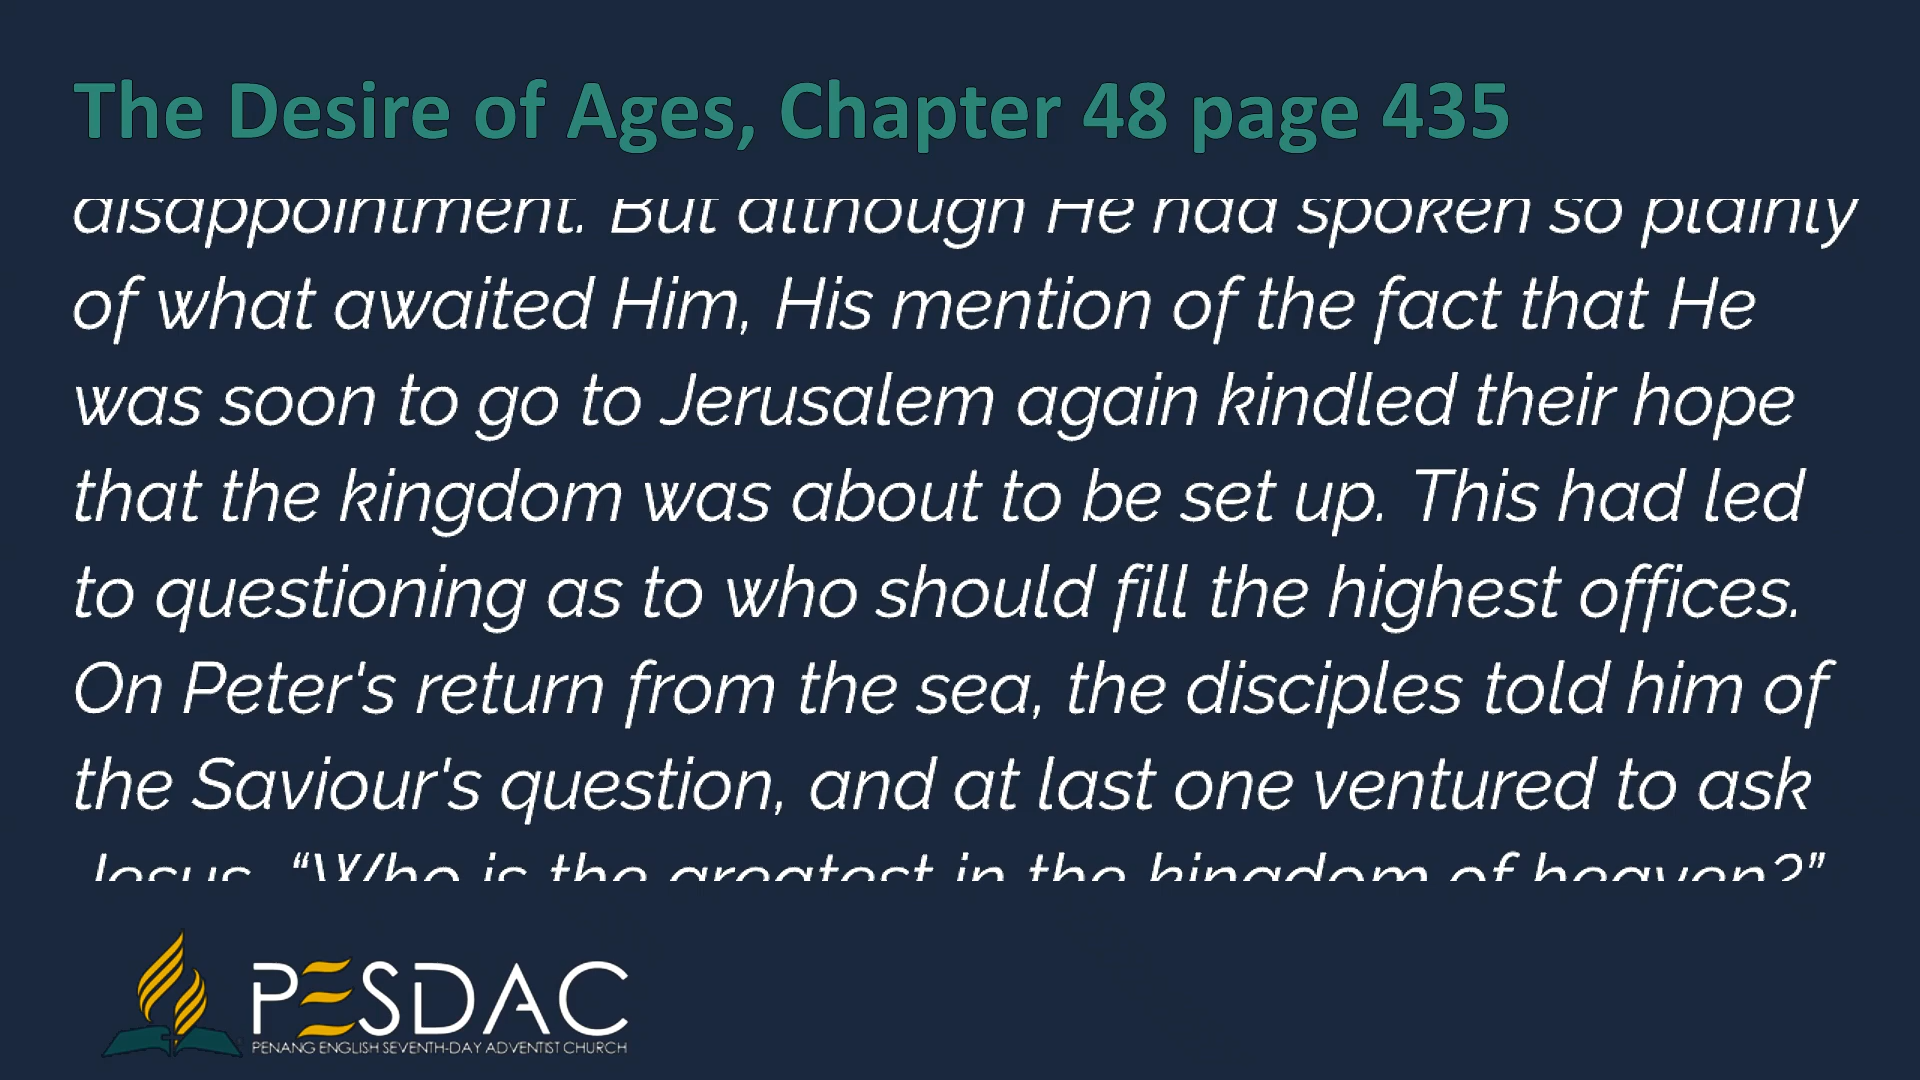 The Desire of Ages, Chapter 48 page 435
disappointment. But although He had spoken so plainly
of what awaited Him, His mention of the fact that He
was soon to go to Jerusalem again kindled their hope
that the kingdom was about to be set up. This had led
to questioning as to who should fill the highest offices.
On Peter's return from the sea, the disciples told him of
the Saviour's question, and at last one ventured to ask
Jesus, “Who is the greatest in the kingdom of heaven?”
PESDAC
PENANG ENGLISH SEVENTH-DAY ADVENTIST CHURCH